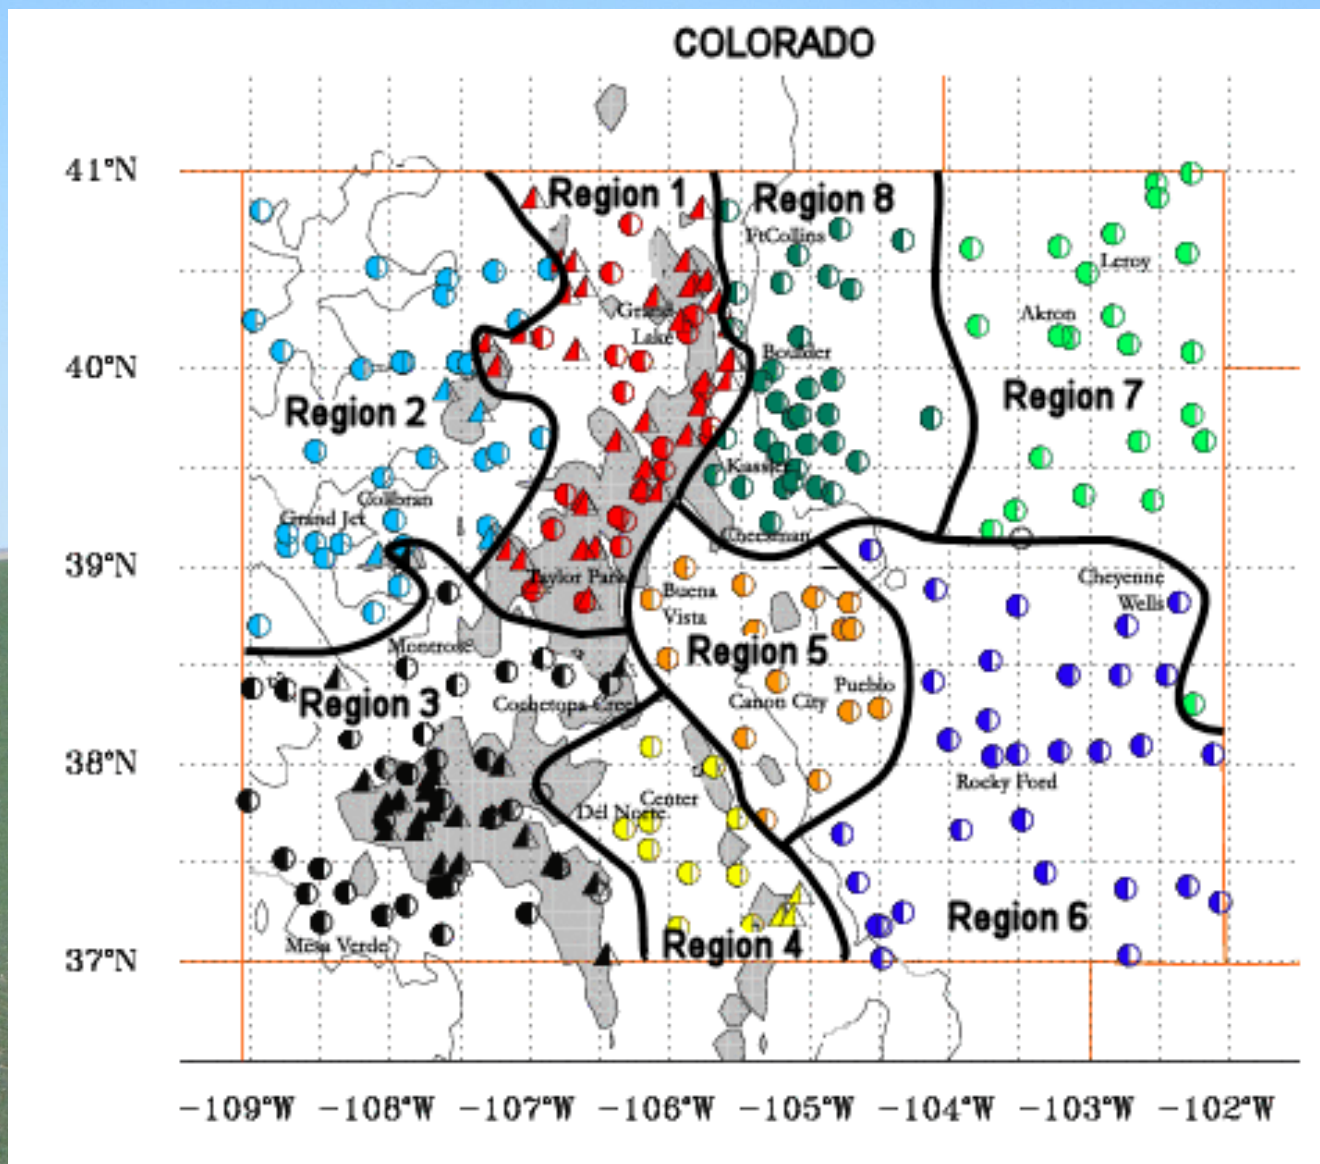 COLORADO
41°N
Region 1
Region 8
FtCollins
Leroy
Grand
Lake
Akron
Boulder
40°N
Region 2
Region 7
Kassler
Collbran
Grand Jct
Cheesman
39°N
Taylor Park
Buena
Vista
Cheyenne
Wells
Montrose
Region 5
Region 3
Cochetopa Creek
Canon City
Pueblo
38°N
Rocky Ford
Del Norte
Center
Mesa Verde
Region 4
Region 6
37°N
-109°W -108°W -107°W -106°W -105°W -104°W -103°W -102°W